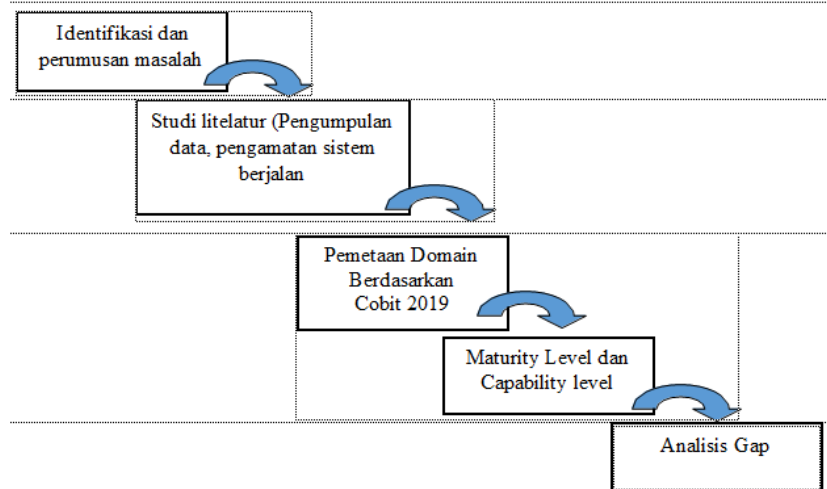 Identifikasi dan
perumusan masalah
Studi litelatur (Pengumpulan
data, pengamatan sistem
berjalan
Pemetaan Domain
Berdasarkan
Cobit 2019
Maturity Level dan
Capability level
Analisis Gap